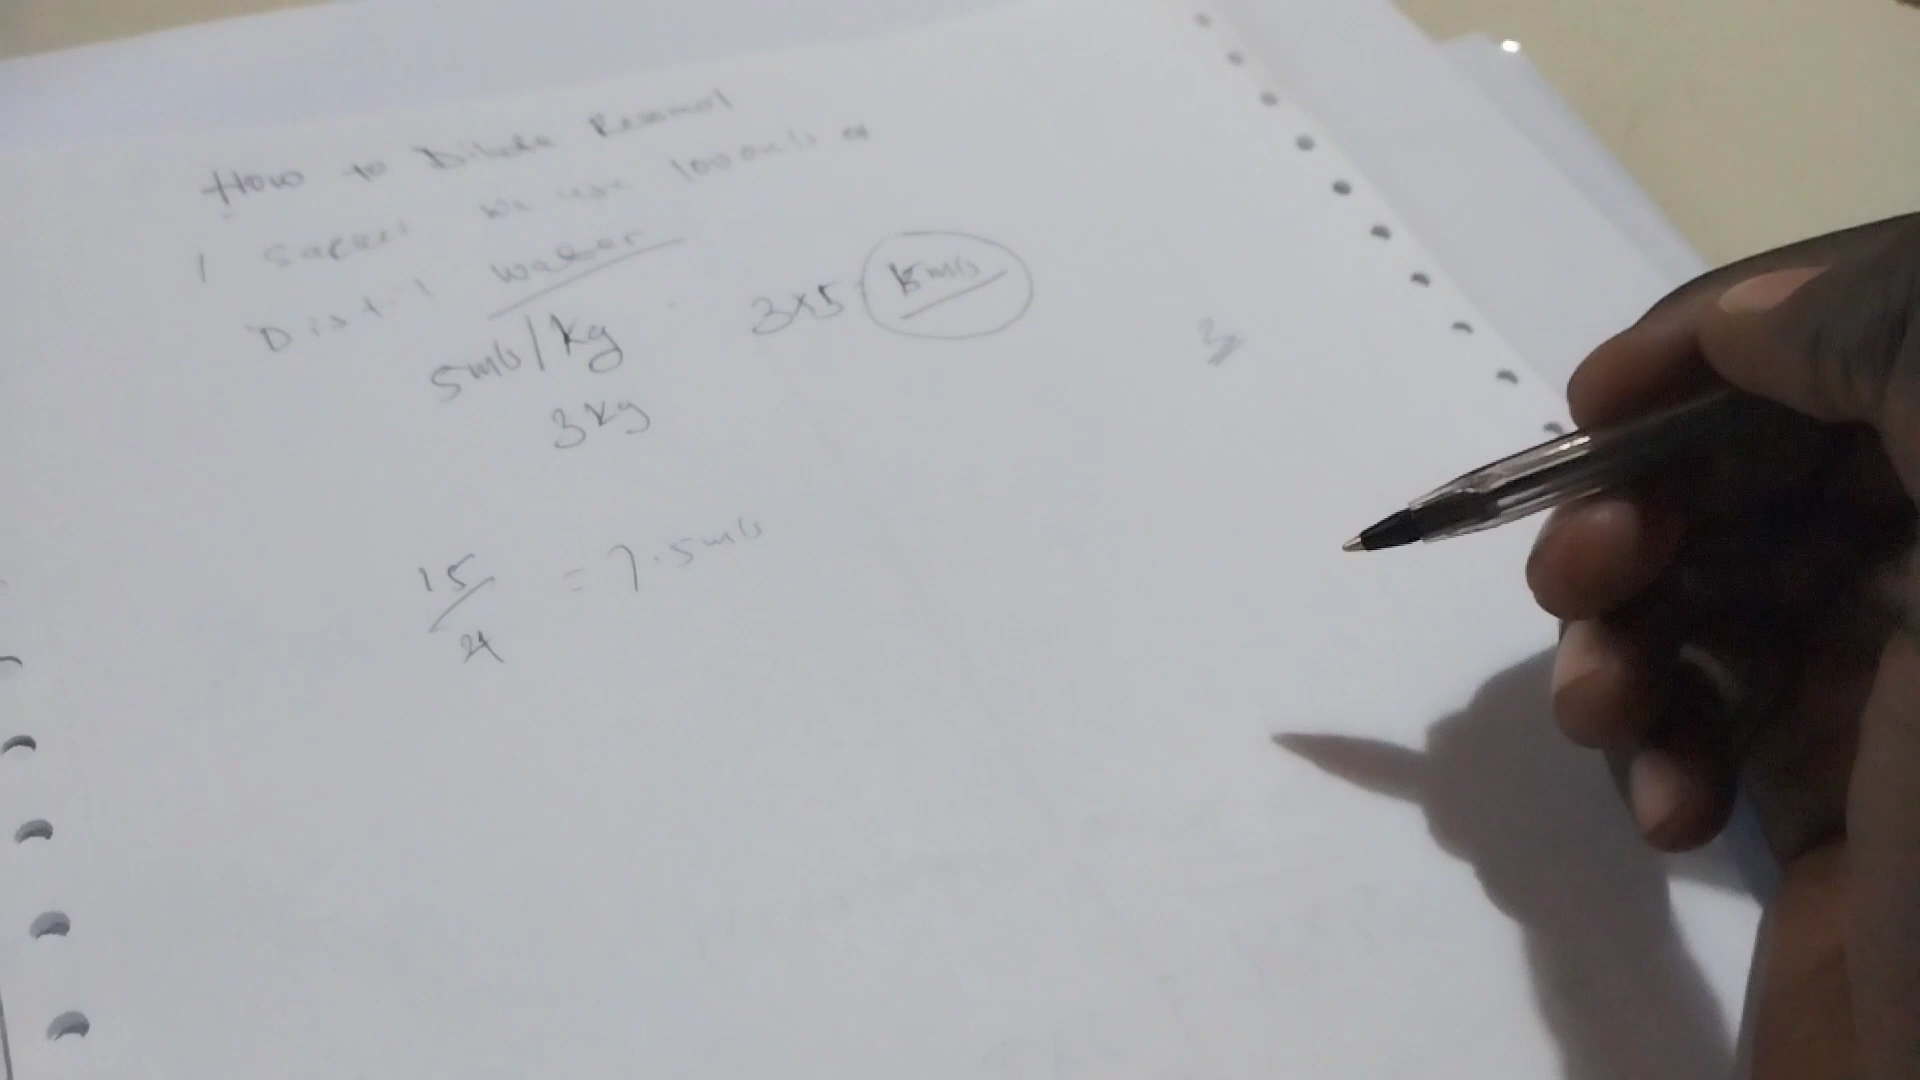 How to Dilute Resomal
1 Sachet we use 1000mls of
Distil water
5mls/kg 3x5 = 15mls
3kg
3
15/2 = 7.5mls